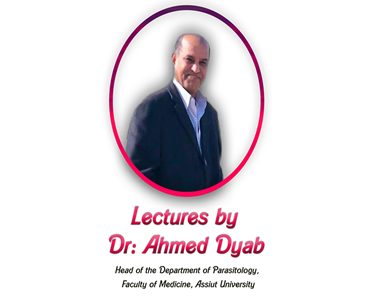 Lectures by
Dr: Ahmed Dyab
Head of the Department of Parasitology,
Faculty of Medicine, Assiut University